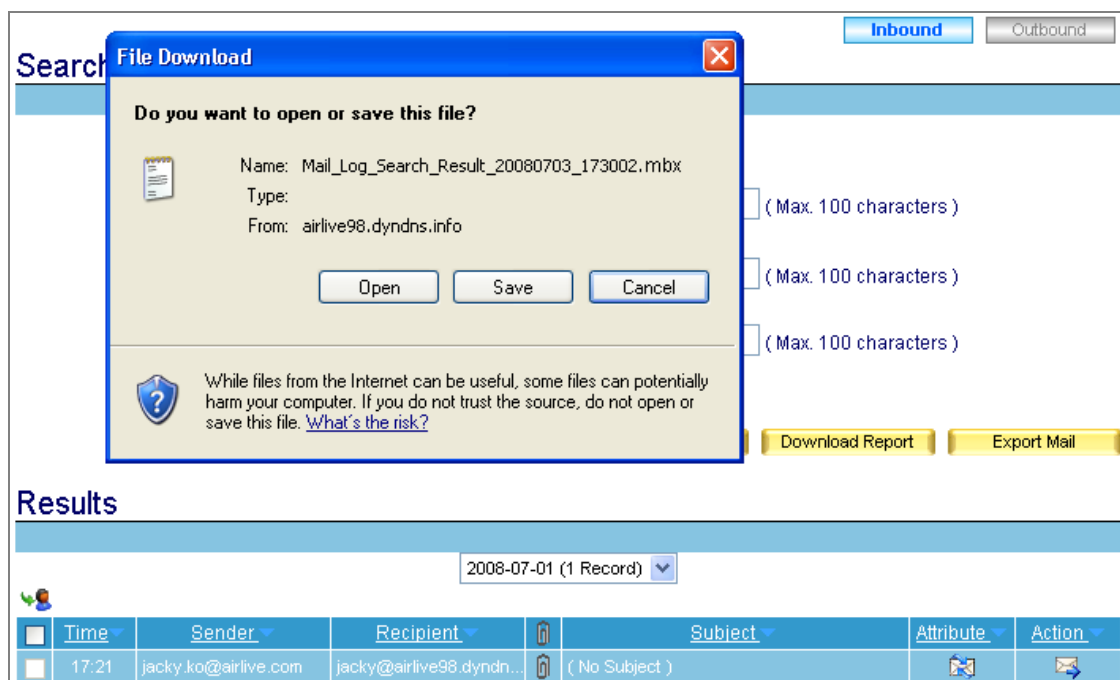 Inbound
Outbound
Search
File Download
Do you want to open or save this file?
Name: Mail_Log_Search_Result_20080703_173002.mbx
Type:
From: airlive98.dyndns.info
( Max. 100 characters )
( Max. 100 characters )
( Max. 100 characters )
Open Save Cancel
While files from the Internet can be useful, some files can potentially
harm your computer. If you do not trust the source, do not open or
save this file. What's the risk?
Download Report Export Mail
Results
2008-07-01 (1 Record)
Time Sender Recipient Subject Attribute Action
17:21 jacky.ko@airlive.com jacky@airlive98.dyndn... ( No Subject )